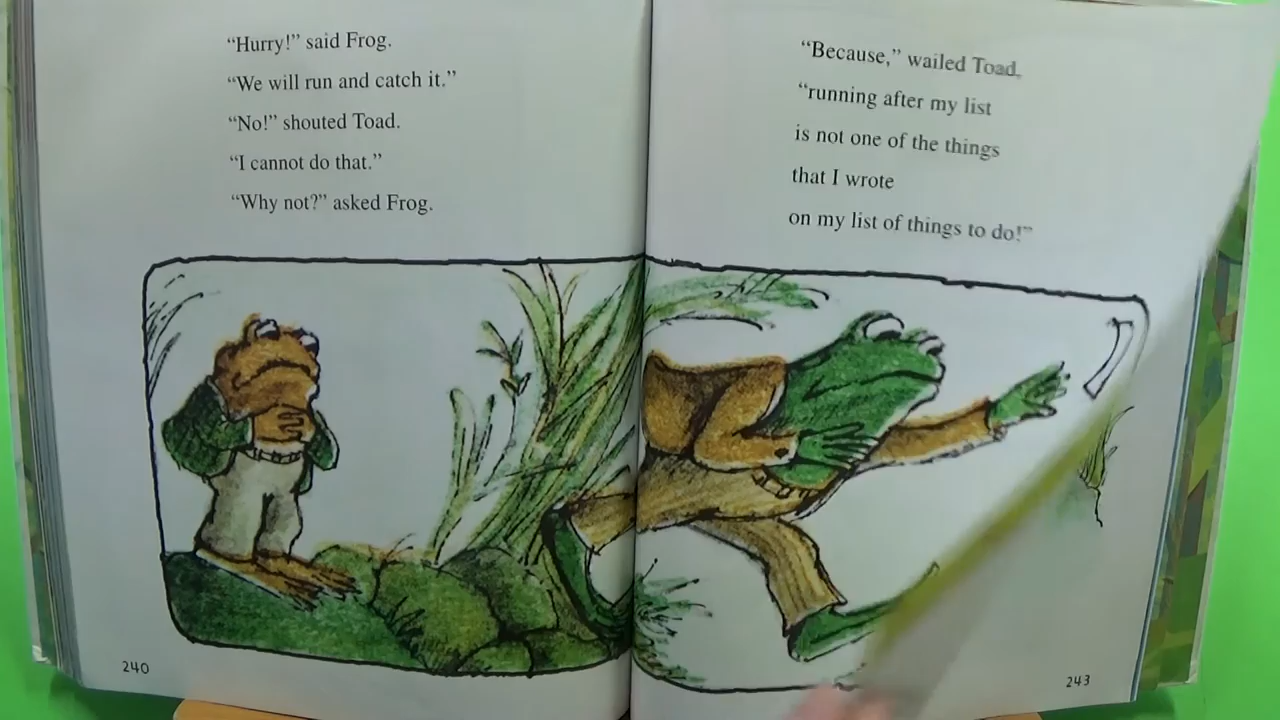 “Hurry!” said Frog.
“We will run and catch it.”
“No!” shouted Toad.
“I cannot do that.”
“Why not?” asked Frog.
“Because,” wailed Toad,
“running after my list
is not one of the things
that I wrote
on my list of things to do!”
240
243